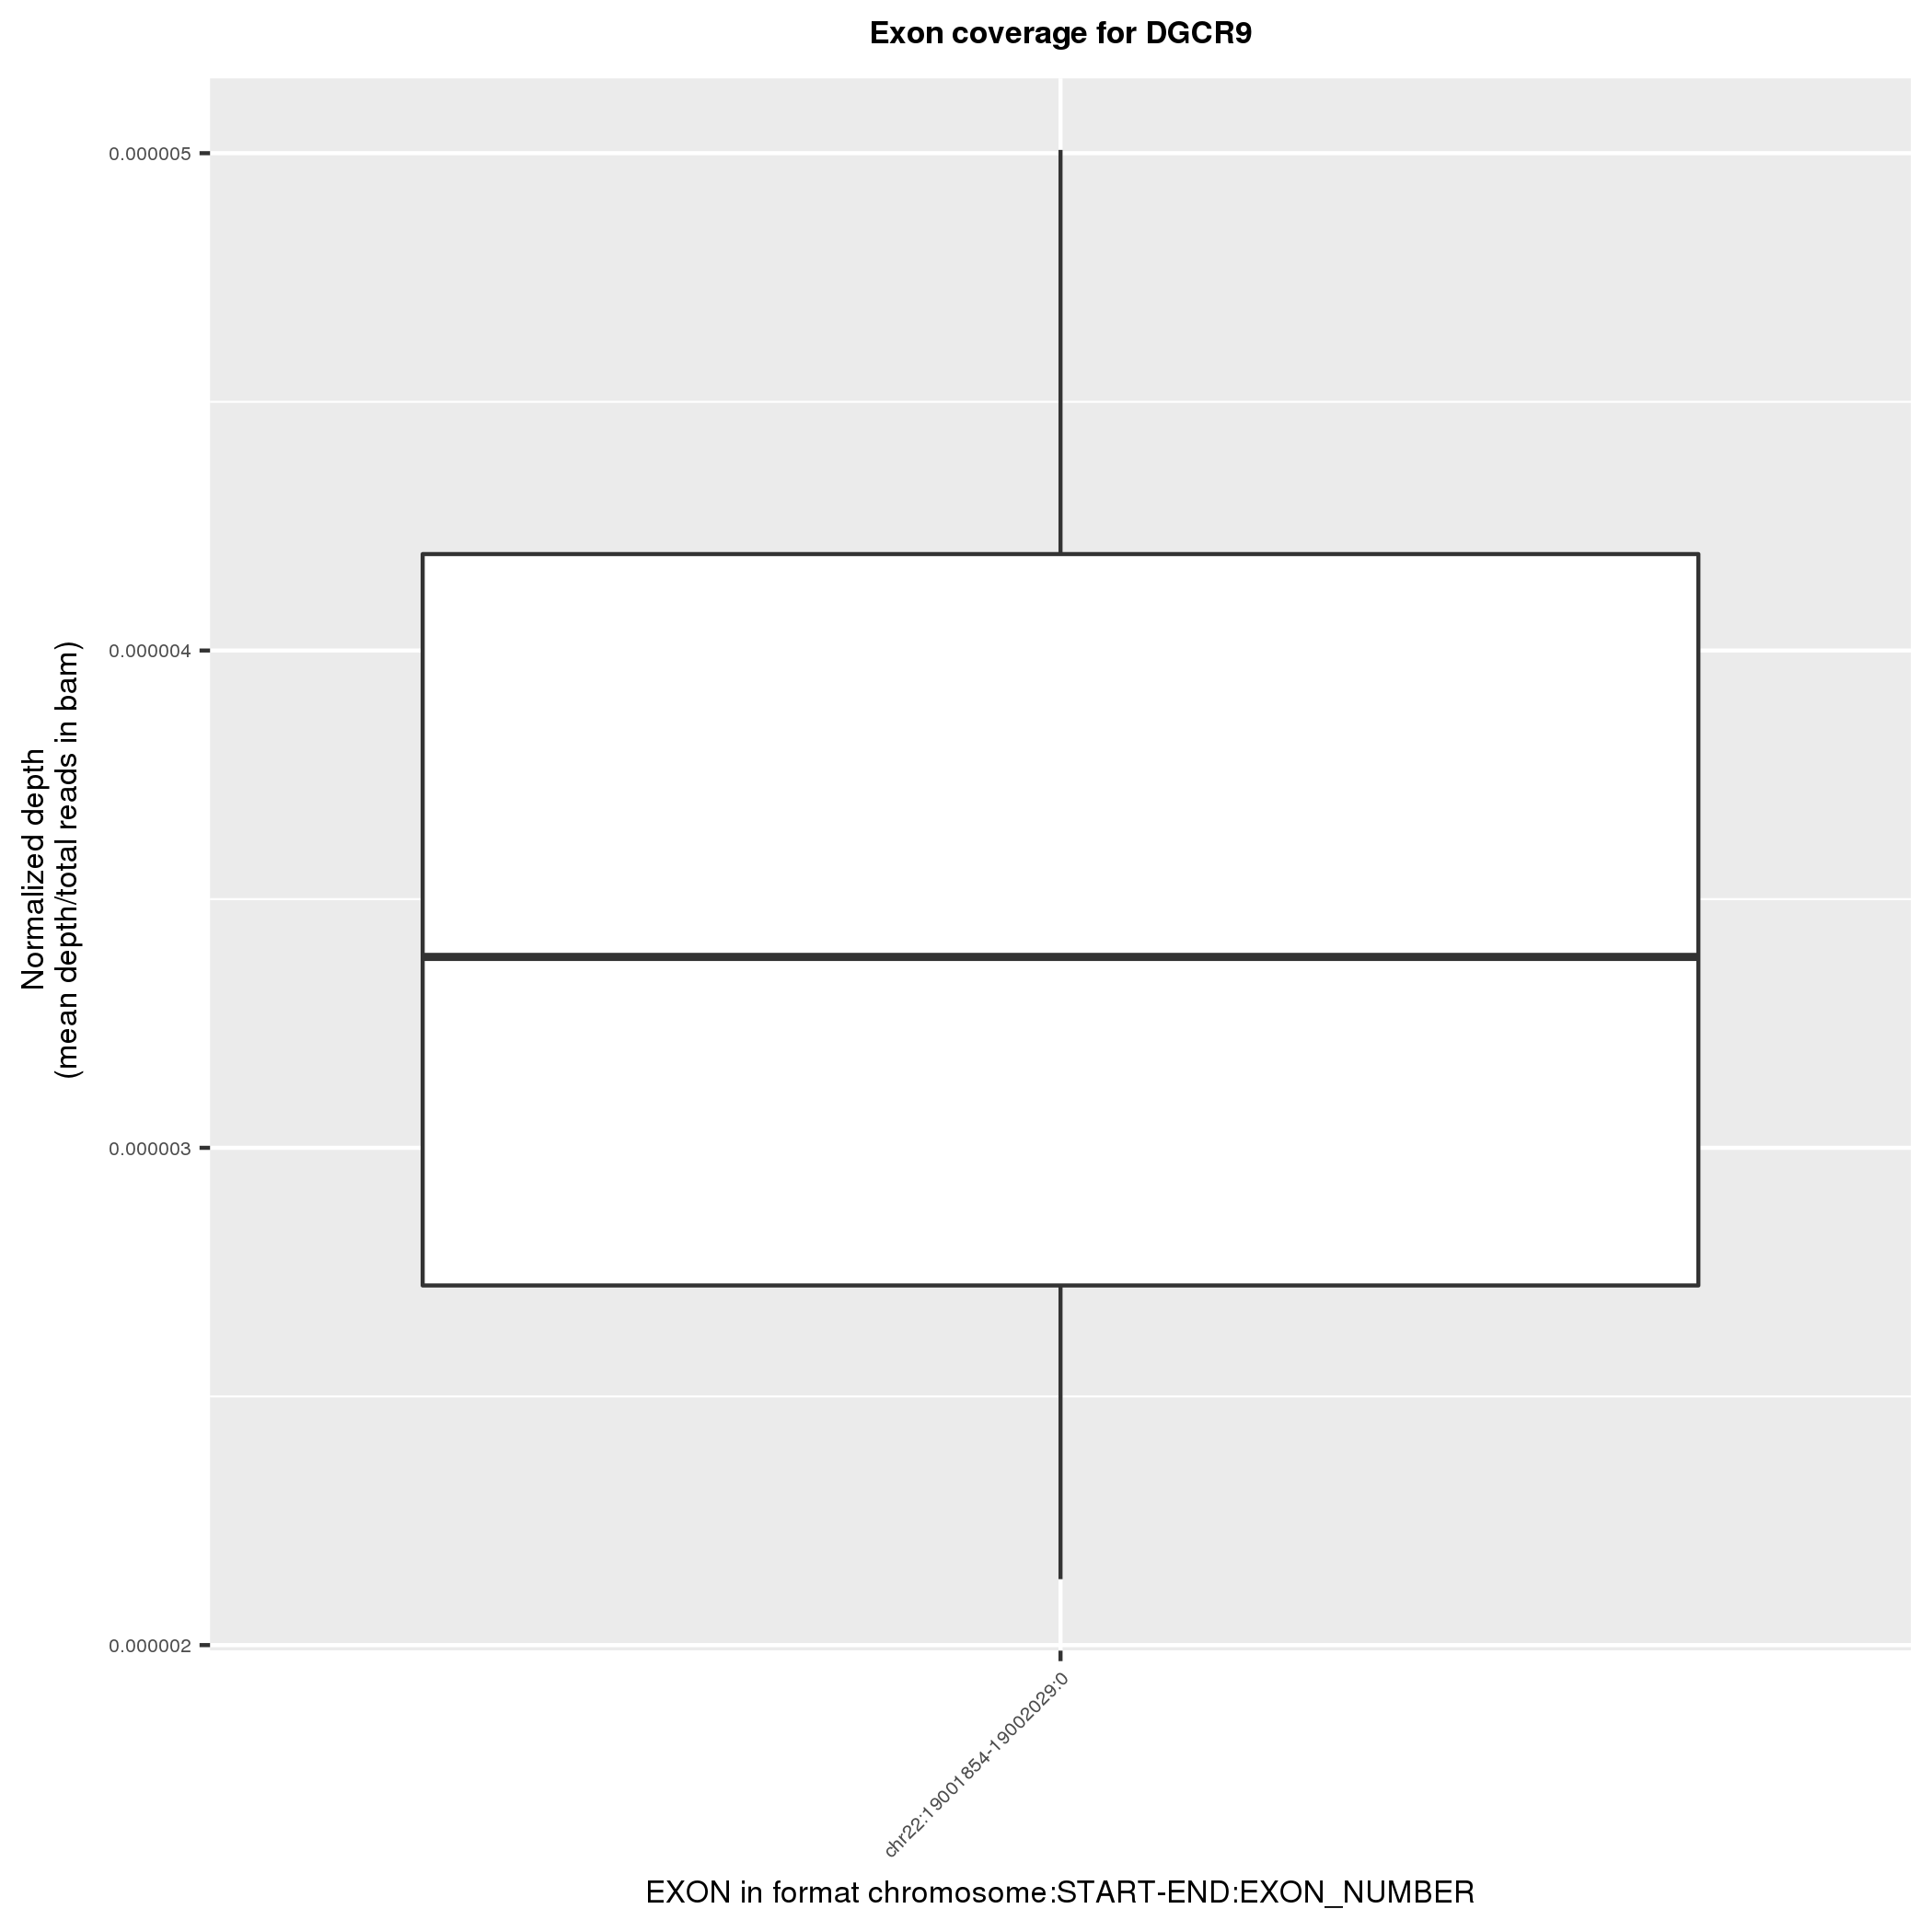 Exon coverage for DGCR9
Normalized depth
(mean depth/total reads in bam)
0.000005
0.000004
0.000003
0.000002
chr22:19001854-19002029:0
EXON in format chromosome:START-END:EXON_NUMBER